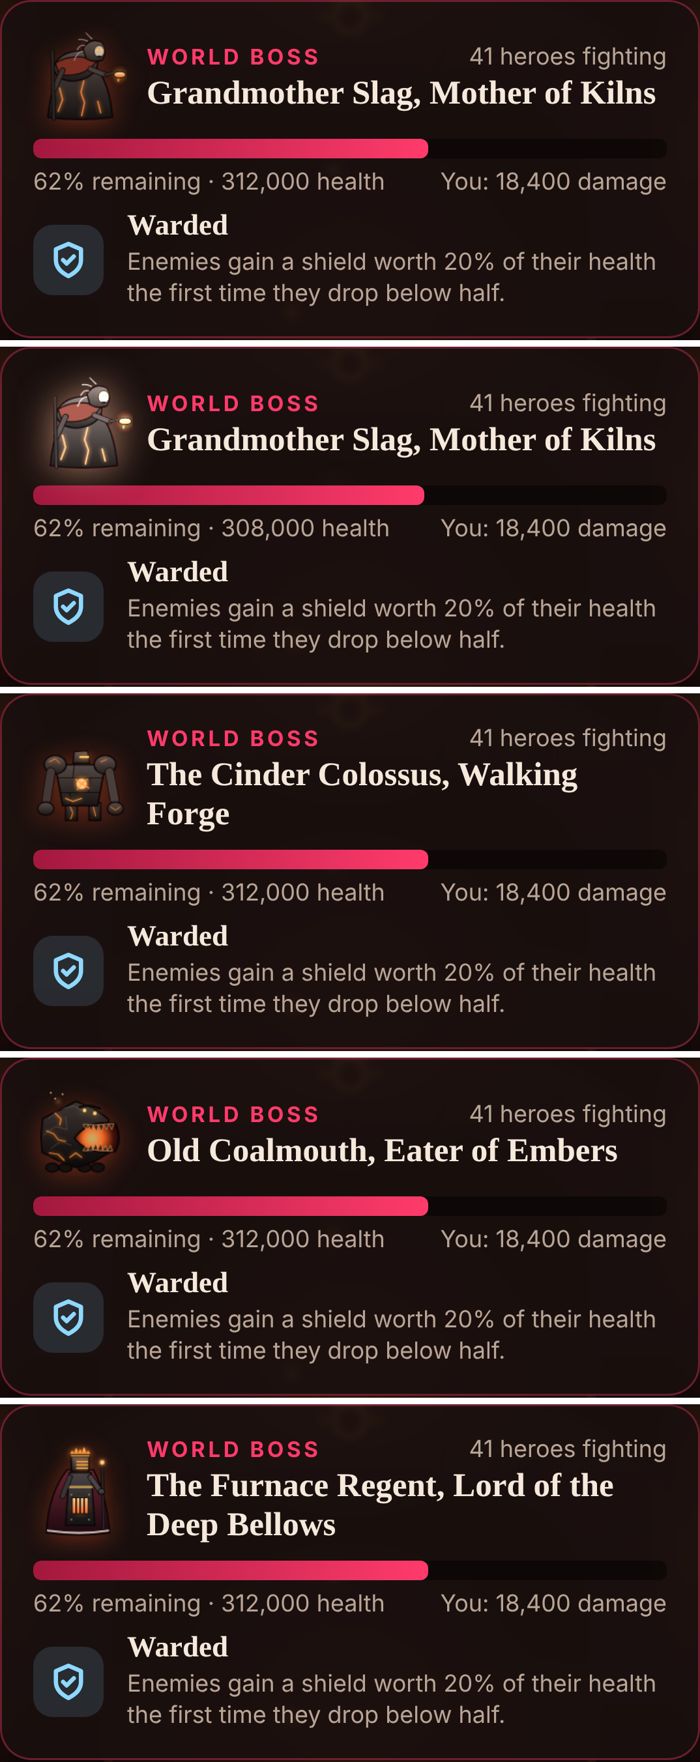 WORLD BOSS 41 heroes fighting
Grandmother Slag, Mother of Kilns
62% remaining · 312,000 health You: 18,400 damage
Warded
Enemies gain a shield worth 20% of their health
the first time they drop below half.
WORLD BOSS 41 heroes fighting
Grandmother Slag, Mother of Kilns
62% remaining · 308,000 health You: 18,400 damage
Warded
Enemies gain a shield worth 20% of their health
the first time they drop below half.
WORLD BOSS 41 heroes fighting
The Cinder Colossus, Walking
Forge
62% remaining · 312,000 health You: 18,400 damage
Warded
Enemies gain a shield worth 20% of their health
the first time they drop below half.
WORLD BOSS 41 heroes fighting
Old Coalmouth, Eater of Embers
62% remaining · 312,000 health You: 18,400 damage
Warded
Enemies gain a shield worth 20% of their health
the first time they drop below half.
WORLD BOSS 41 heroes fighting
The Furnace Regent, Lord of the
Deep Bellows
62% remaining · 312,000 health You: 18,400 damage
Warded
Enemies gain a shield worth 20% of their health
the first time they drop below half.